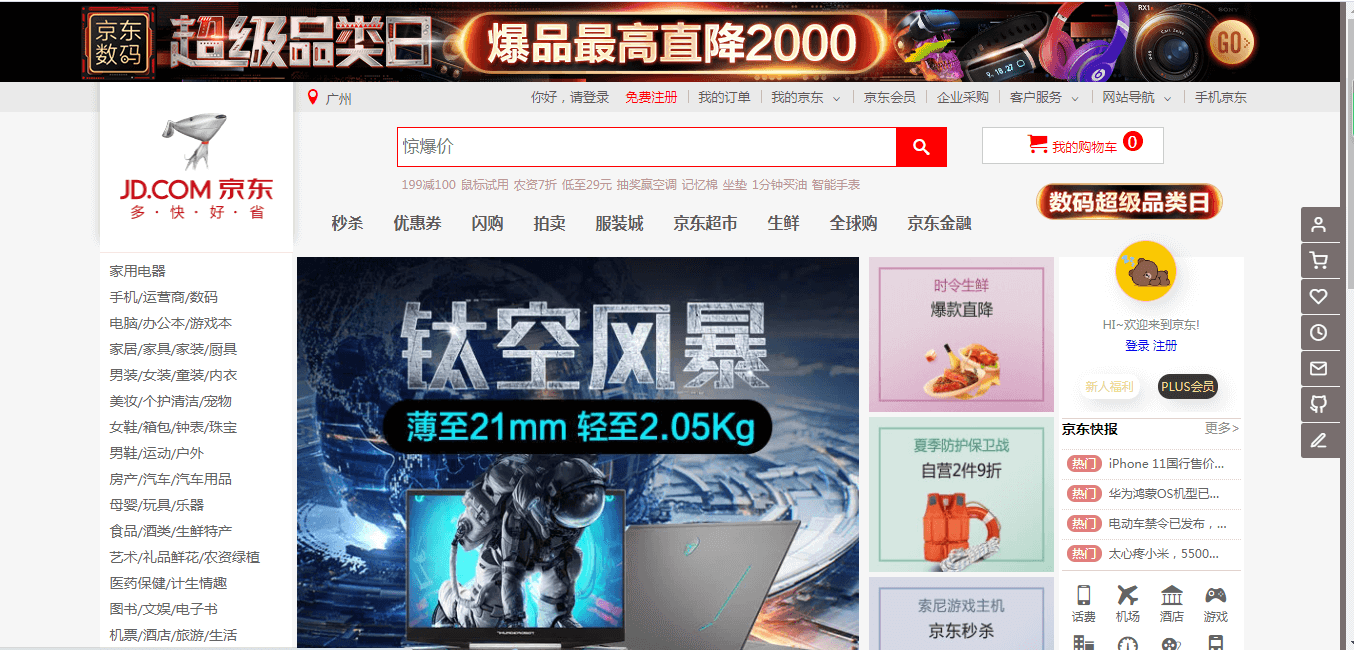 京东
数码
超级品类日
爆品最高直降2000
GO
RX1
SONY
9.18.27
广州
你好，请登录 免费注册 我的订单 我的京东 京东会员 企业采购 客户服务 网站导航 手机京东
JD.COM 京东
多·快·好·省
惊爆价
我的购物车 0
199减100 鼠标试用 农资7折 低至29元 抽奖赢空调 记忆棉 坐垫 1分钟买油 智能手表
数码超级品类日
秒杀 优惠券 闪购 拍卖 服装城 京东超市 生鲜 全球购 京东金融
家用电器
手机/运营商/数码
电脑/办公本/游戏本
家居/家具/家装/厨具
男装/女装/童装/内衣
美妆/个护清洁/宠物
女鞋/箱包/钟表/珠宝
男鞋/运动/户外
房产/汽车/汽车用品
母婴/玩具/乐器
食品/酒类/生鲜特产
艺术/礼品鲜花/农资绿植
医药保健/计生情趣
图书/文娱/电子书
机票/酒店/旅游/生活
钛空风暴
薄至21mm 轻至2.05Kg
THUNDEROBOT
时令生鲜
爆款直降
夏季防护保卫战
自营2件9折
索尼游戏主机
京东秒杀
HI~欢迎来到京东!
登录 注册
新人福利 PLUS会员
京东快报 更多>
热门 iPhone 11国行售价...
热门 华为鸿蒙OS机型已...
热门 电动车禁令已发布，...
热门 太心疼小米，5500...
话费 机场 酒店 游戏